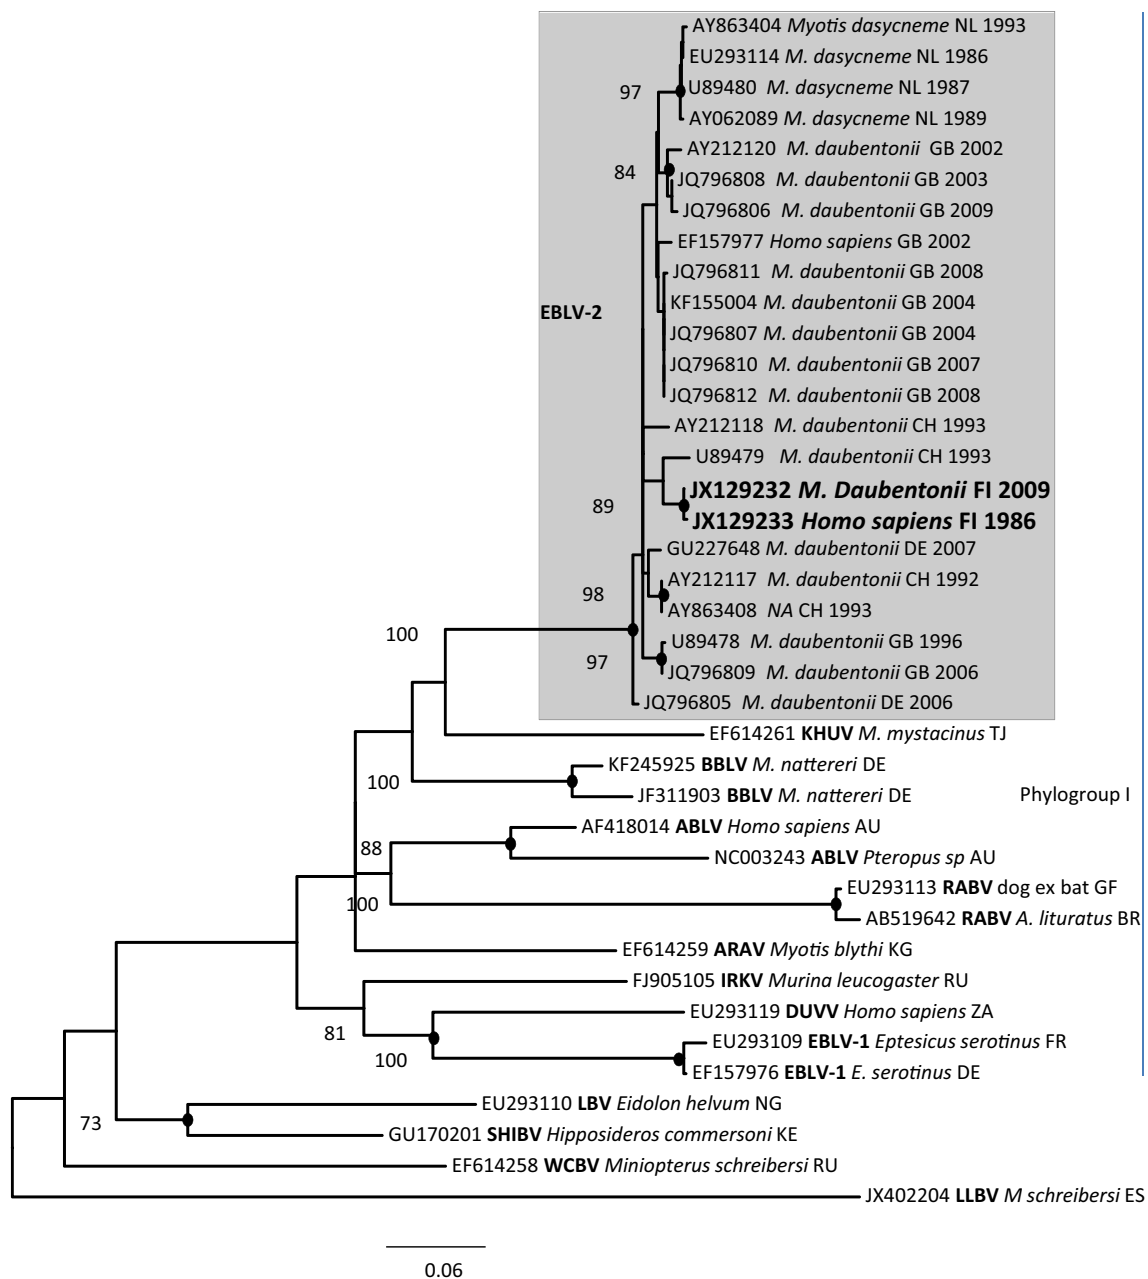 AY863404 Myotis dasycneme NL 1993
EU293114 M. dasycneme NL 1986
97
U89480 M. dasycneme NL 1987
AY062089 M. dasycneme NL 1989
AY212120 M. daubentonii GB 2002
84
JQ796808 M. daubentonii GB 2003
JQ796806 M. daubentonii GB 2009
EF157977 Homo sapiens GB 2002
JQ796811 M. daubentonii GB 2008
KF155004 M. daubentonii GB 2004
EBLV-2
JQ796807 M. daubentonii GB 2004
JQ796810 M. daubentonii GB 2007
JQ796812 M. daubentonii GB 2008
AY212118 M. daubentonii CH 1993
U89479 M. daubentonii CH 1993
JX129232 M. Daubentonii FI 2009
89
JX129233 Homo sapiens FI 1986
GU227648 M. daubentonii DE 2007
AY212117 M. daubentonii CH 1992
98
AY863408 NA CH 1993
100
U89478 M. daubentonii GB 1996
97
JQ796809 M. daubentonii GB 2006
JQ796805 M. daubentonii DE 2006
EF614261 KHUV M. mystacinus TJ
KF245925 BBLV M. nattereri DE
100
JF311903 BBLV M. nattereri DE
Phylogroup I
AF418014 ABLV Homo sapiens AU
88
NC003243 ABLV Pteropus sp AU
EU293113 RABV dog ex bat GF
100
AB519642 RABV A. lituratus BR
EF614259 ARAV Myotis blythi KG
FJ905105 IRKV Murina leucogaster RU
EU293119 DUVV Homo sapiens ZA
81
EU293109 EBLV-1 Eptesicus serotinus FR
100
EF157976 EBLV-1 E. serotinus DE
EU293110 LBV Eidolon helvum NG
73
GU170201 SHIBV Hipposideros commersoni KE
EF614258 WCBV Miniopterus schreibersi RU
JX402204 LLBV M schreibersi ES
0.06